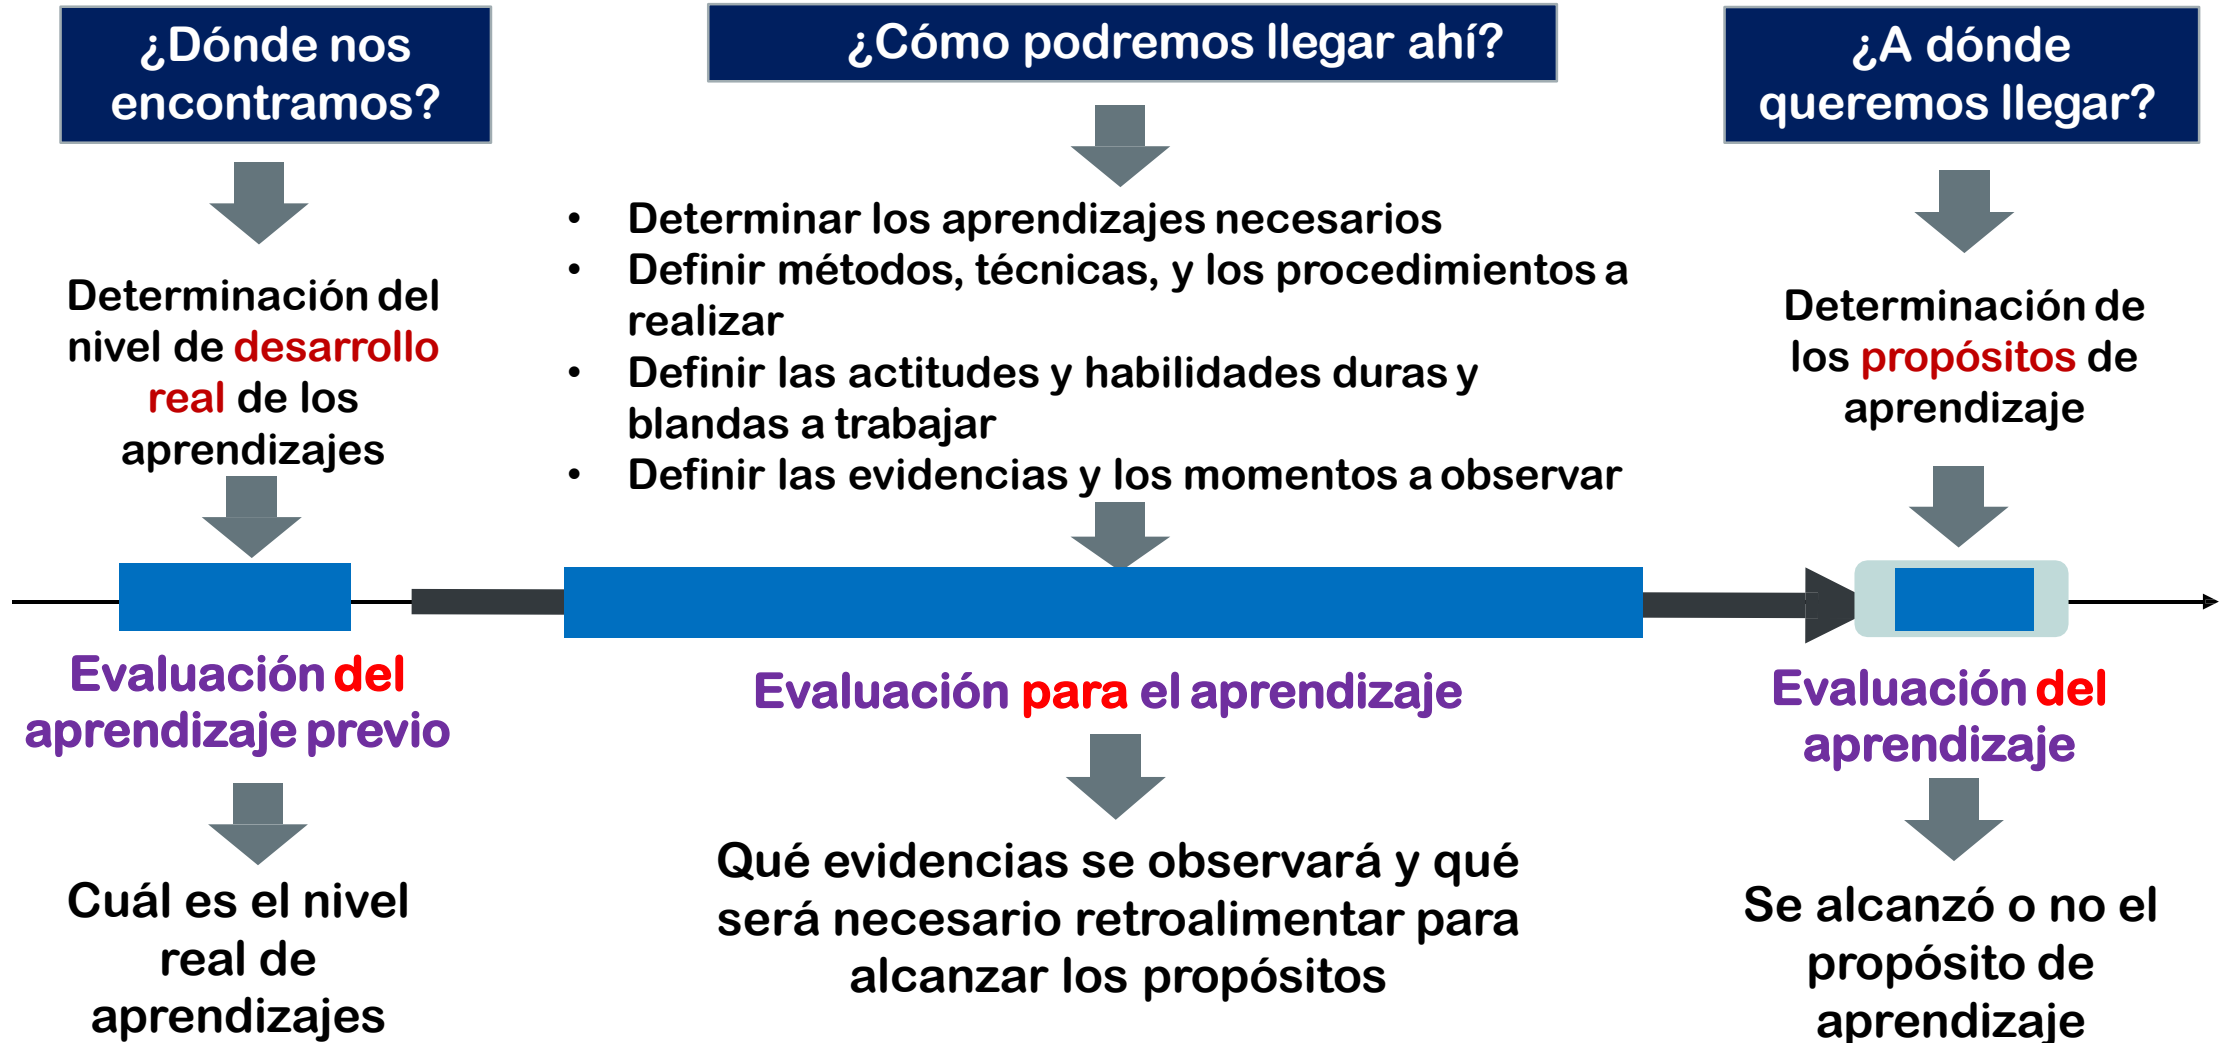 ¿Dónde nos
encontramos?
Determinación del
nivel de desarrollo
real de los
aprendizajes
Evaluación del
aprendizaje previo
Cuál es el nivel
real de
aprendizajes
¿Cómo podremos llegar ahí?
• Determinar los aprendizajes necesarios
• Definir métodos, técnicas, y los procedimientos a
realizar
• Definir las actitudes y habilidades duras y
blandas a trabajar
• Definir las evidencias y los momentos a observar
Evaluación para el aprendizaje
Qué evidencias se observará y qué
será necesario retroalimentar para
alcanzar los propósitos
¿A dónde
queremos llegar?
Determinación de
los propósitos de
aprendizaje
Evaluación del
aprendizaje
Se alcanzó o no el
propósito de
aprendizaje